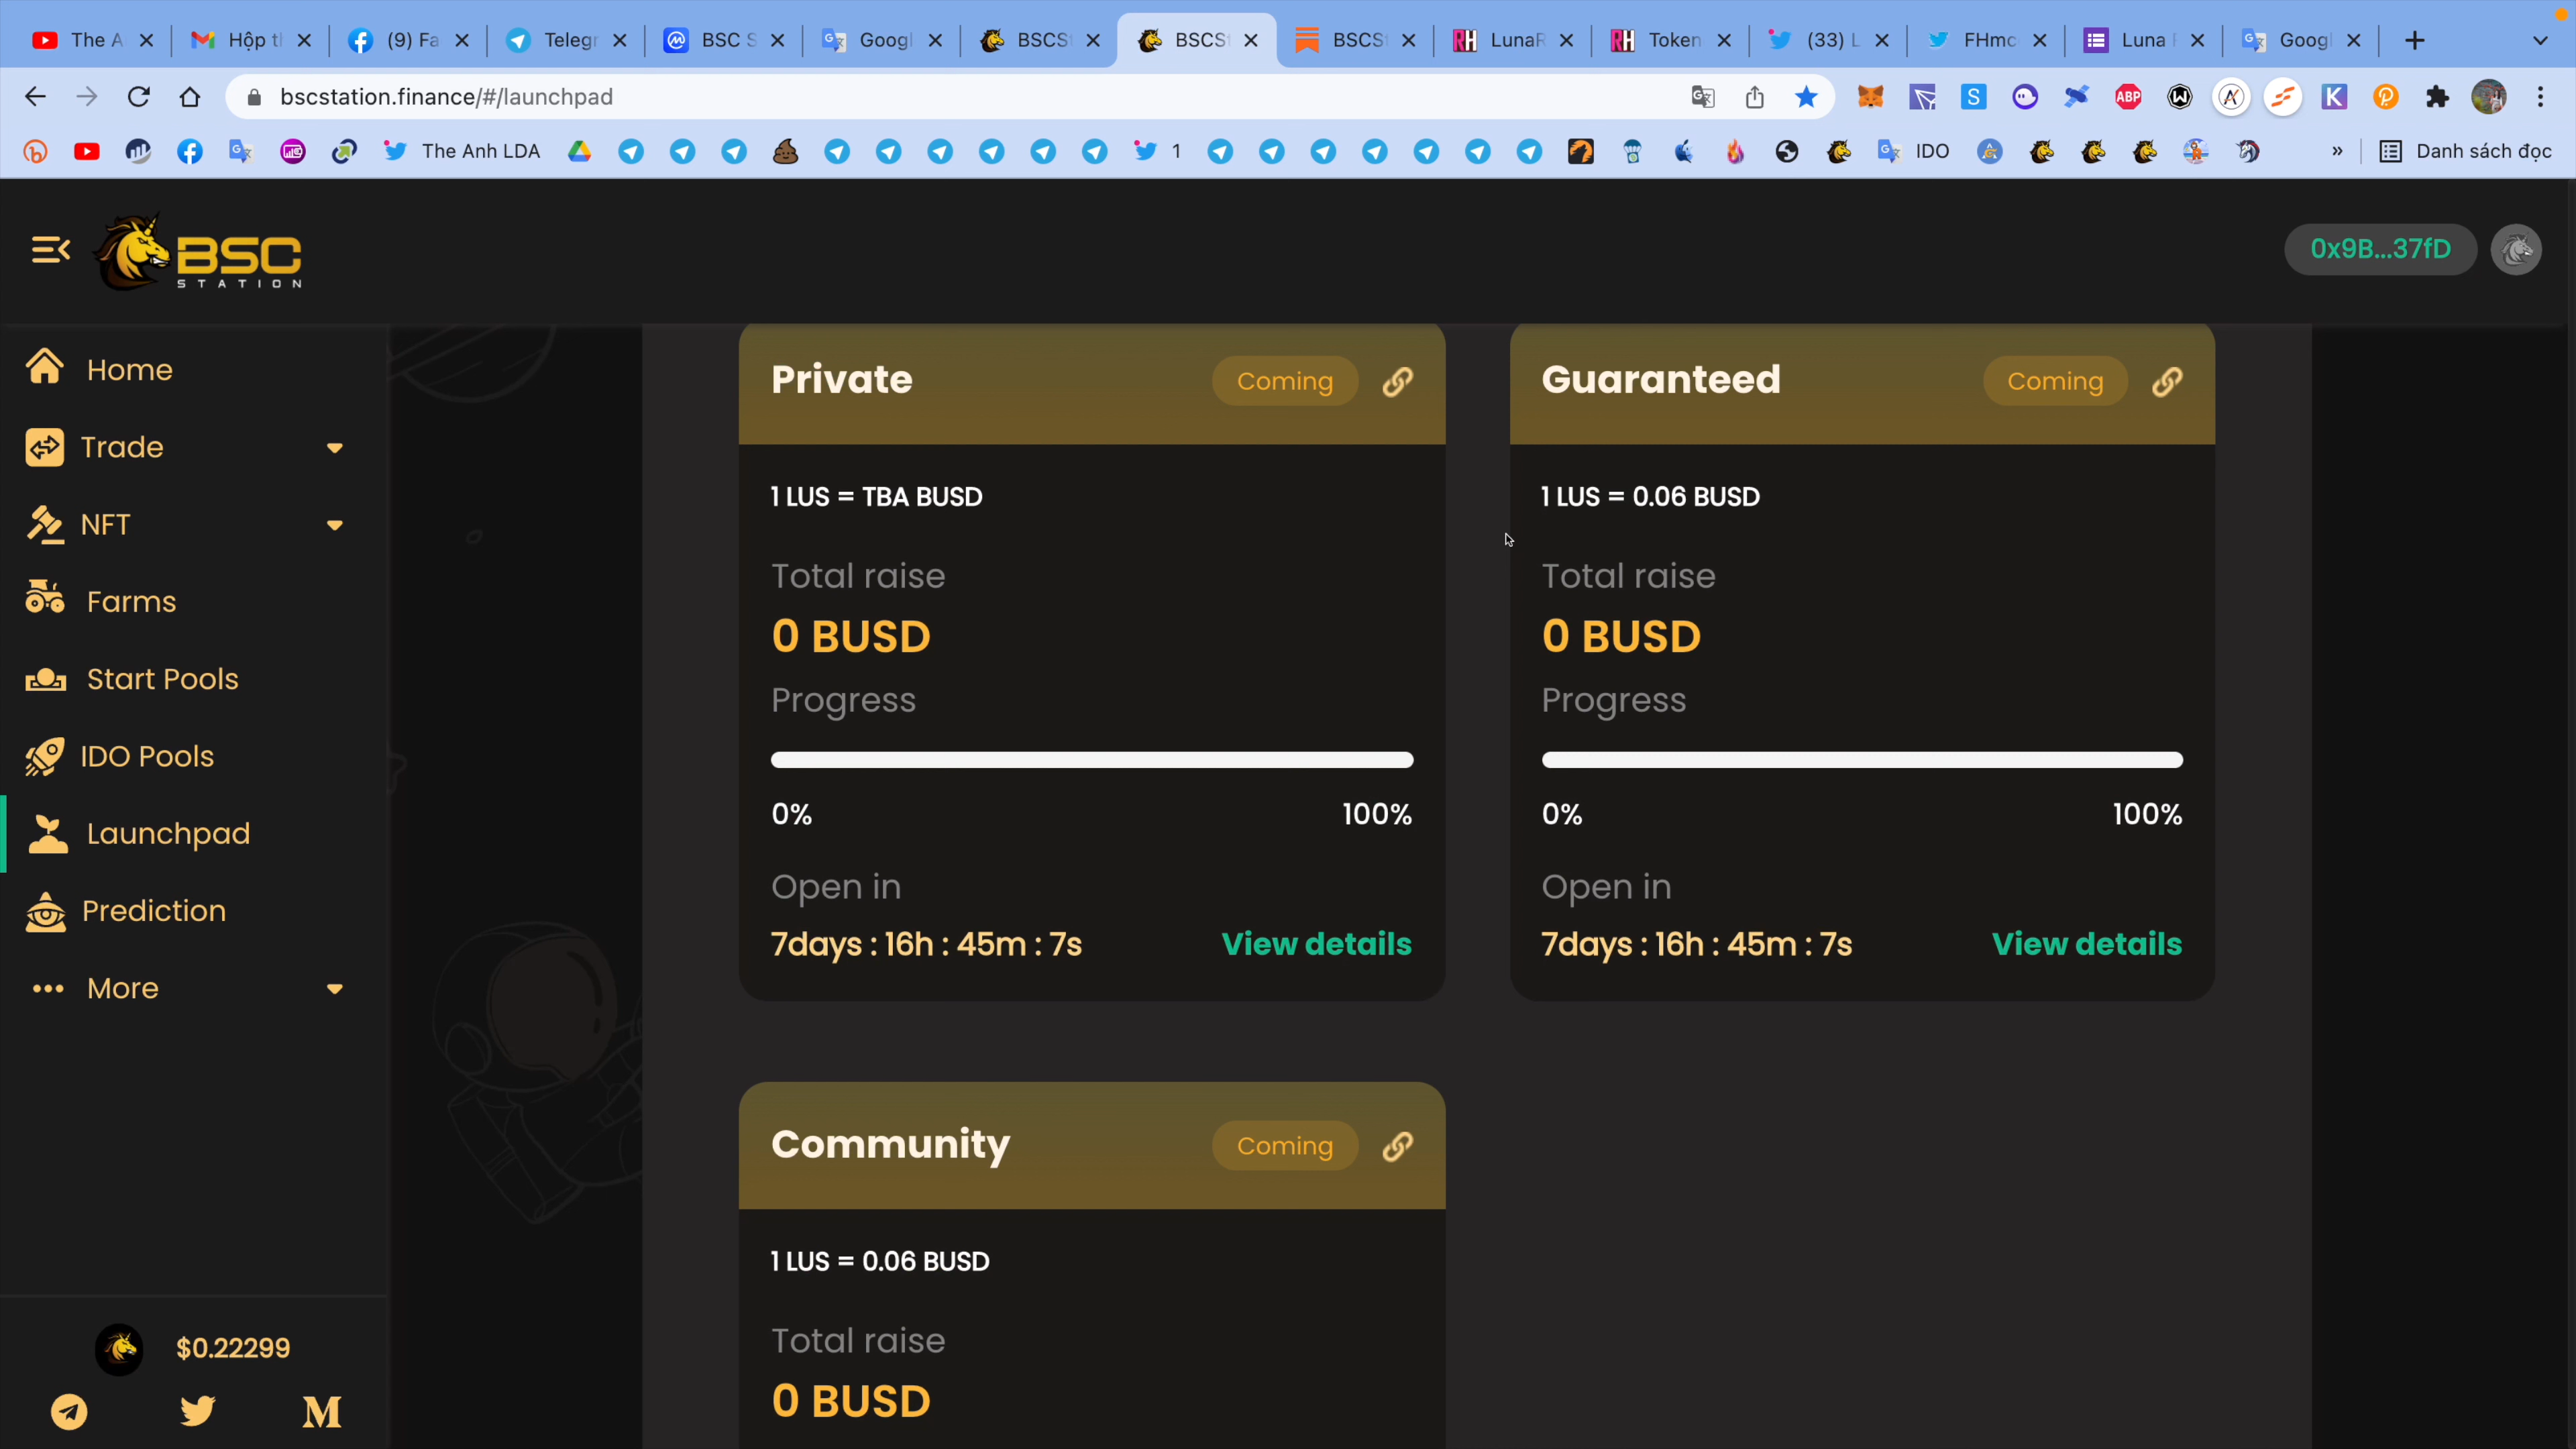 The A
Hộp t
(9) Fa
Telegr
BSC S
Googl
BSCSt
BSCSt
BSCSt
LunaR
Token
(33) L
FHmc
Luna
Googl
bscstation.finance/#/launchpad
The Anh LDA
1
ABP
IDO
» Danh sách đọc
BSC
STATION
0x9B...37fD
Home
Trade
NFT
Farms
Start Pools
IDO Pools
Launchpad
Prediction
More
$0.22299
Private
Coming
1 LUS = TBA BUSD
Total raise
0 BUSD
Progress
0% 100%
Open in
7days : 16h : 45m : 7s View details
Guaranteed
Coming
1 LUS = 0.06 BUSD
Total raise
0 BUSD
Progress
0% 100%
Open in
7days : 16h : 45m : 7s View details
Community
Coming
1 LUS = 0.06 BUSD
Total raise
0 BUSD